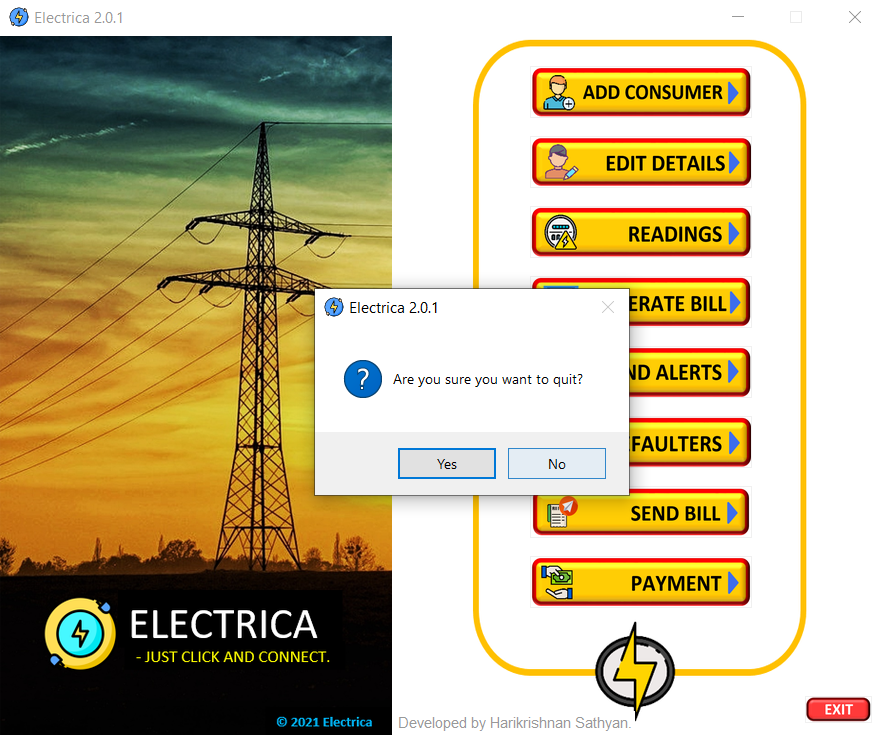 Electrica 2.0.1
ADD CONSUMER
EDIT DETAILS
READINGS
ERATE BILL
Electrica 2.0.1
Are you sure you want to quit?
ND ALERTS
FAULTERS
Yes
No
SEND BILL
PAYMENT
ELECTRICA
- JUST CLICK AND CONNECT.
© 2021 Electrica
Developed by Harikrishnan Sathyan.
EXIT